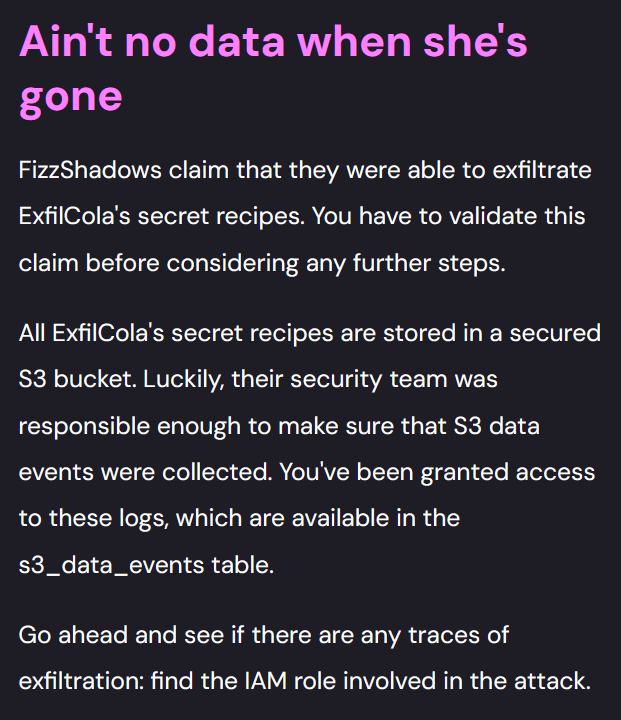 Ain't no data when she's
gone
FizzShadows claim that they were able to exfiltrate
ExfilCola's secret recipes. You have to validate this
claim before considering any further steps.
All ExfilCola's secret recipes are stored in a secured
S3 bucket. Luckily, their security team was
responsible enough to make sure that S3 data
events were collected. You've been granted access
to these logs, which are available in the
s3_data_events table.
Go ahead and see if there are any traces of
exfiltration: find the IAM role involved in the attack.